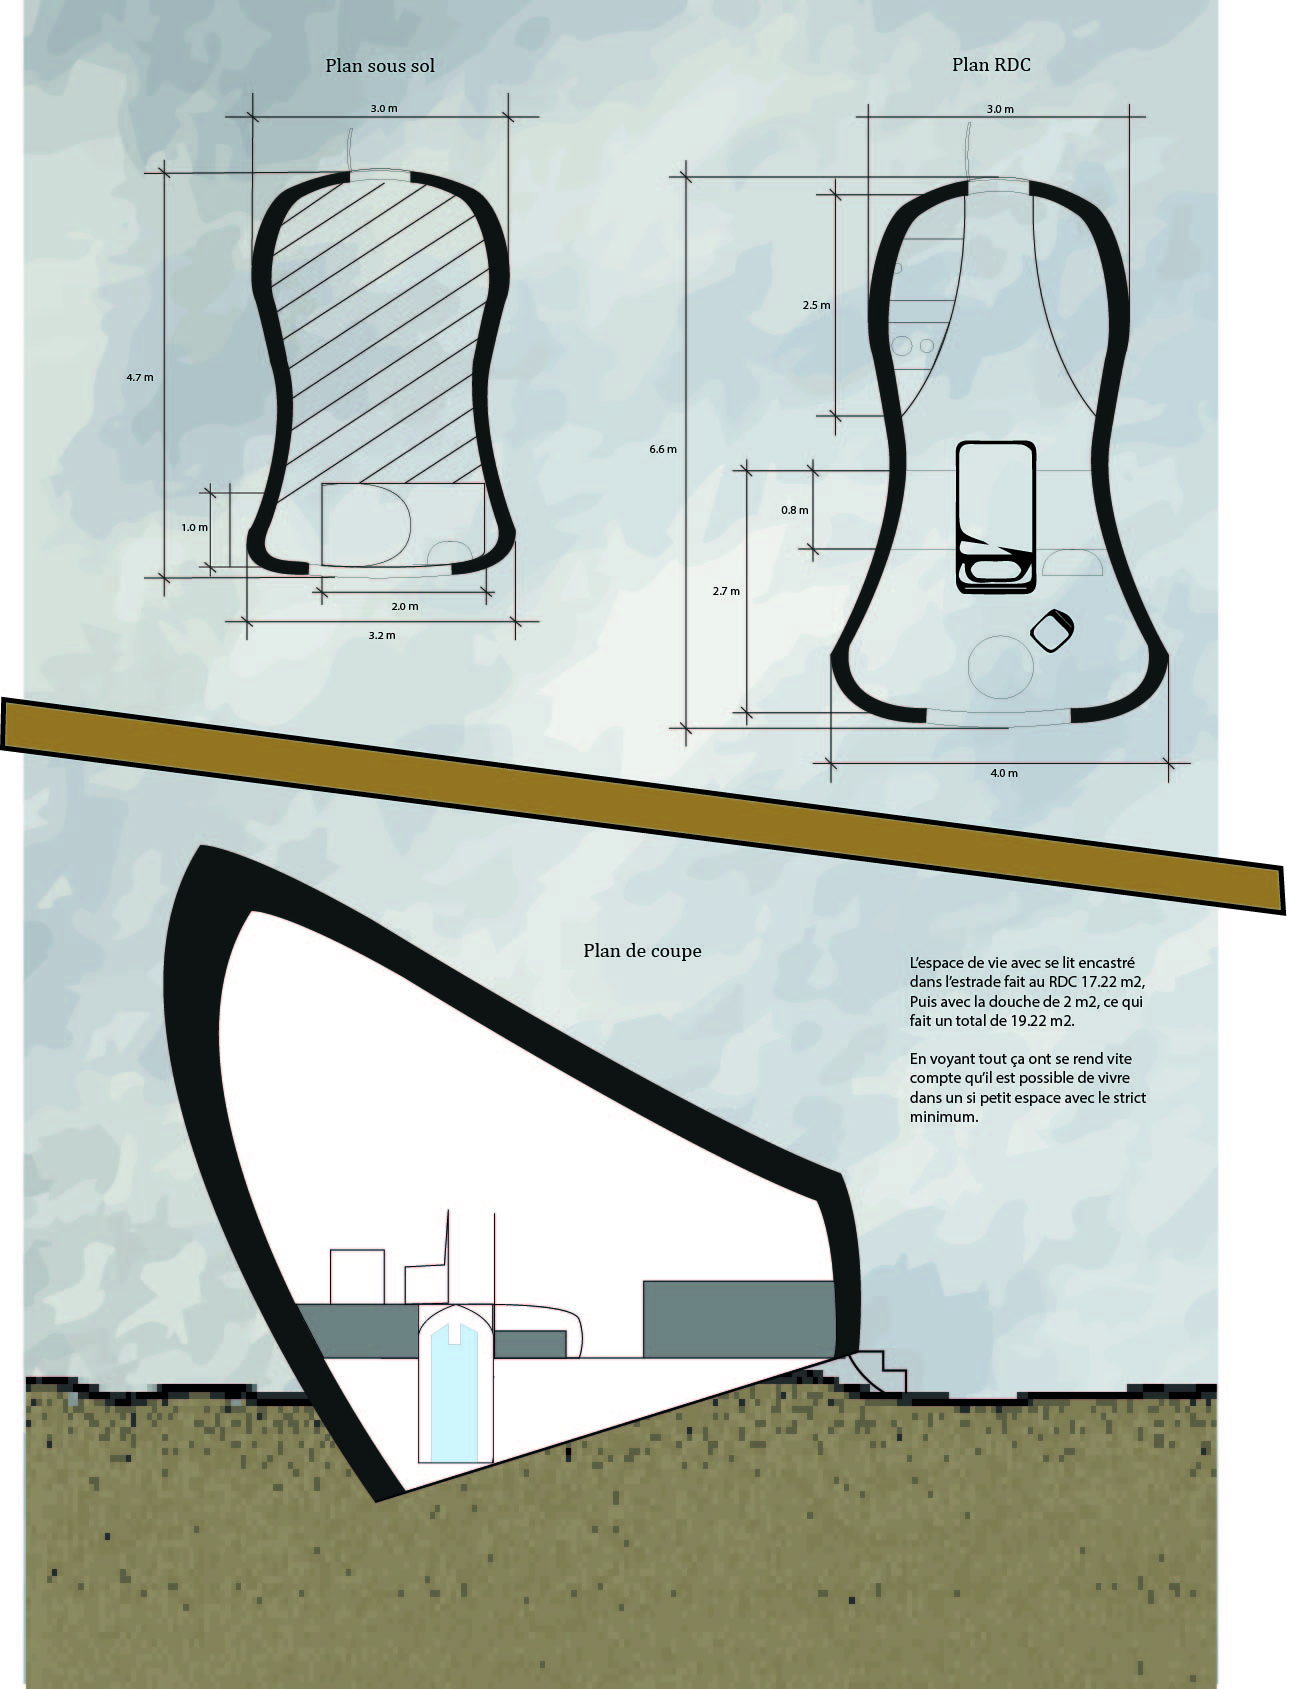 Plan sous sol
3.0 m
4.7 m
1.0 m
2.0 m
3.2 m
Plan RDC
3.0 m
2.5 m
6.6 m
0.8 m
2.7 m
4.0 m
Plan de coupe
L'espace de vie avec se lit encastré
dans l'estrade fait au RDC 17.22 m2,
Puis avec la douche de 2 m2, ce qui
fait un total de 19.22 m2.
En voyant tout ça ont se rend vite
compte qu'il est possible de vivre
dans un si petit espace avec le strict
minimum.